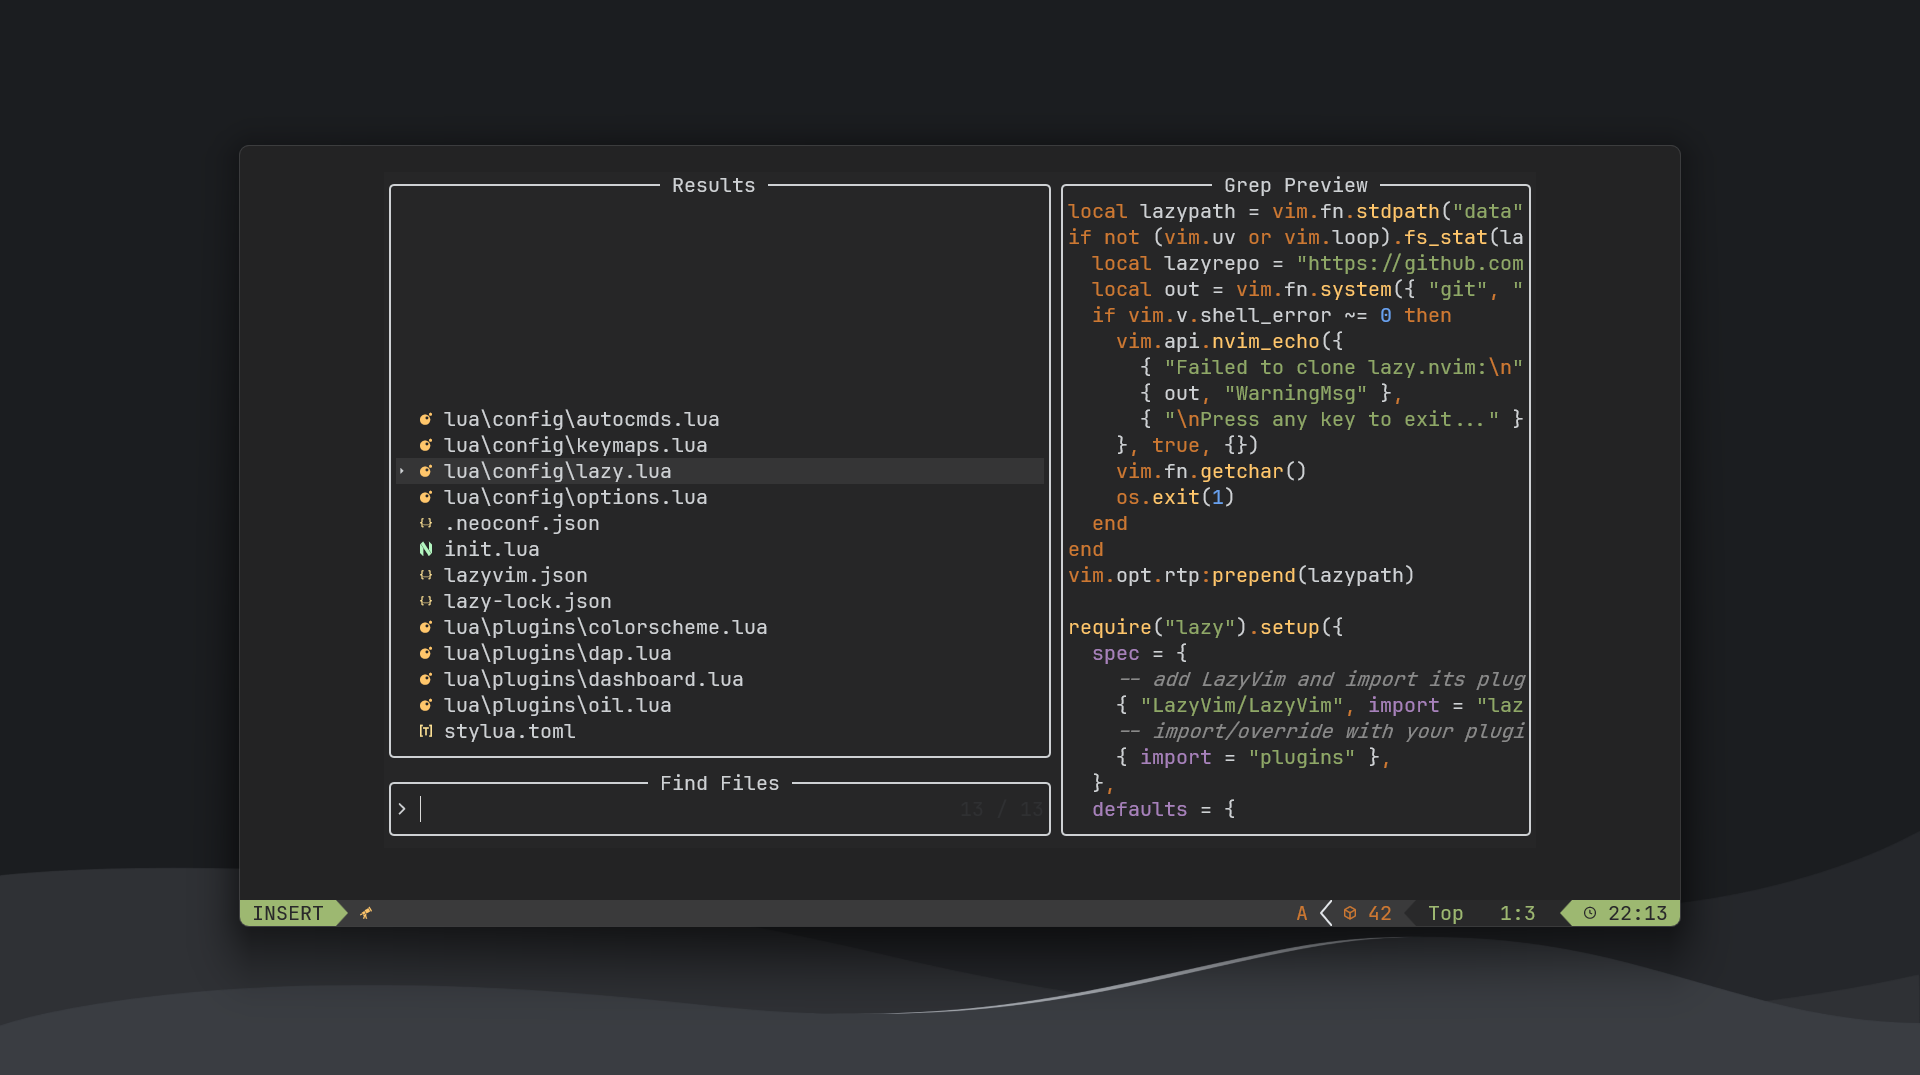 Results
lua\config\autocmds.lua
lua\config\keymaps.lua
lua\config\lazy.lua
lua\config\options.lua
.neoconf.json
init.lua
lazyvim.json
lazy-lock.json
lua\plugins\colorscheme.lua
lua\plugins\dap.lua
lua\plugins\dashboard.lua
lua\plugins\oil.lua
stylua.toml
Find Files
> 13 / 13
Grep Preview
local lazypath = vim.fn.stdpath("data"
if not (vim.uv or vim.loop).fs_stat(la
  local lazyrepo = "https://github.com
  local out = vim.fn.system({ "git", "
  if vim.v.shell_error ~= 0 then
    vim.api.nvim_echo({
      { "Failed to clone lazy.nvim:\n"
      { out, "WarningMsg" },
      { "\nPress any key to exit..." }
    }, true, {})
    vim.fn.getchar()
    os.exit(1)
  end
end
vim.opt.rtp:prepend(lazypath)
require("lazy").setup({
  spec = {
    -- add LazyVim and import its plug
    { "LazyVim/LazyVim", import = "laz
    -- import/override with your plugi
    { import = "plugins" },
  },
  defaults = {
INSERT A 42 Top 1:3 22:13